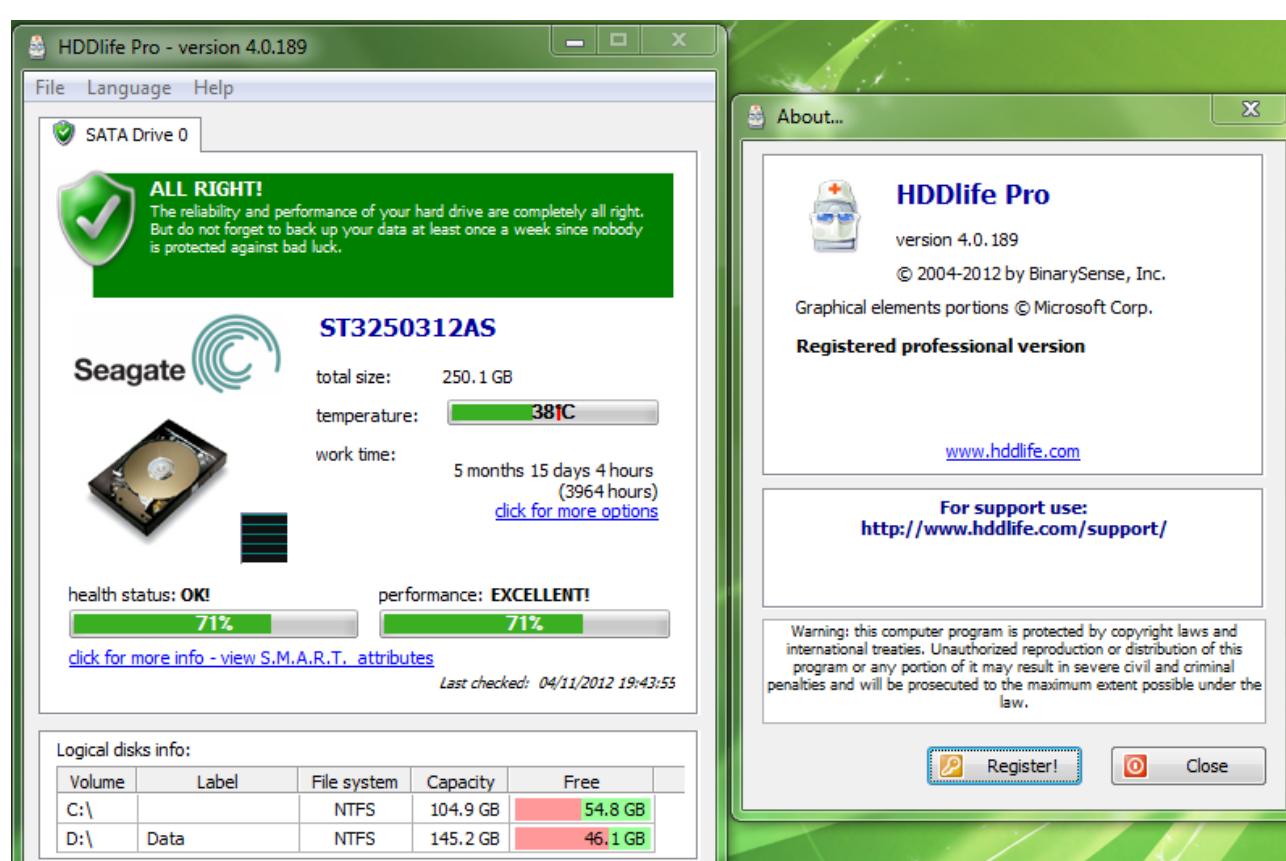 HDDlife Pro - version 4.0.189
File Language Help
SATA Drive 0
ALL RIGHT!
The reliability and performance of your hard drive are completely all right.
But do not forget to back up your data at least once a week since nobody
is protected against bad luck.
Seagate
ST3250312AS
total size: 250.1 GB
temperature: 38°C
work time:
5 months 15 days 4 hours
(3964 hours)
click for more options
health status: OK! performance: EXCELLENT!
71% 71%
click for more info - view S.M.A.R.T. attributes
Last checked: 04/11/2012 19:43:55
Logical disks info:
Volume Label File system Capacity Free
C:\ NTFS 104.9 GB 54.8 GB
D:\ Data NTFS 145.2 GB 46.1 GB
About...
HDDlife Pro
version 4.0.189
© 2004-2012 by BinarySense, Inc.
Graphical elements portions © Microsoft Corp.
Registered professional version
www.hddlife.com
For support use:
http://www.hddlife.com/support/
Warning: this computer program is protected by copyright laws and
international treaties. Unauthorized reproduction or distribution of this
program or any portion of it may result in severe civil and criminal
penalties and will be prosecuted to the maximum extent possible under the
law.
Register! Close